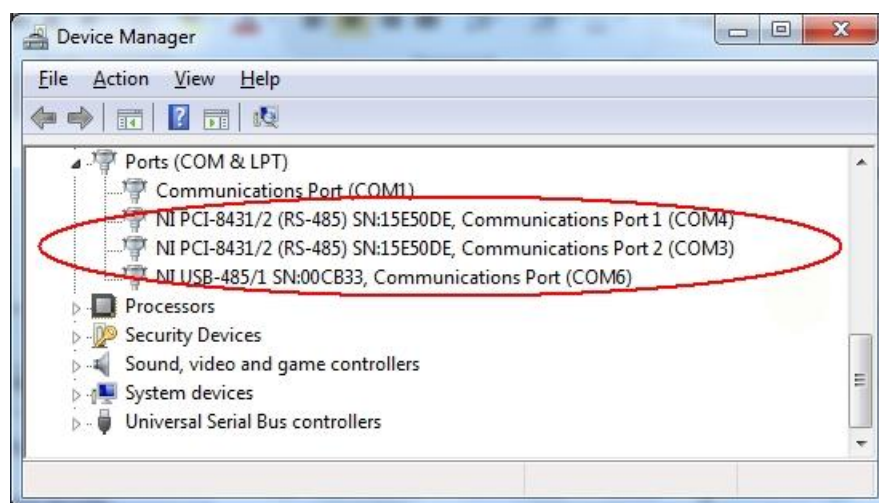 Device Manager
File Action View Help
Ports (COM & LPT)
Communications Port (COM1)
NI PCI-8431/2 (RS-485) SN:15E50DE, Communications Port 1 (COM4)
NI PCI-8431/2 (RS-485) SN:15E50DE, Communications Port 2 (COM3)
NI USB-485/1 SN:00CB33, Communications Port (COM6)
Processors
Security Devices
Sound, video and game controllers
System devices
Universal Serial Bus controllers